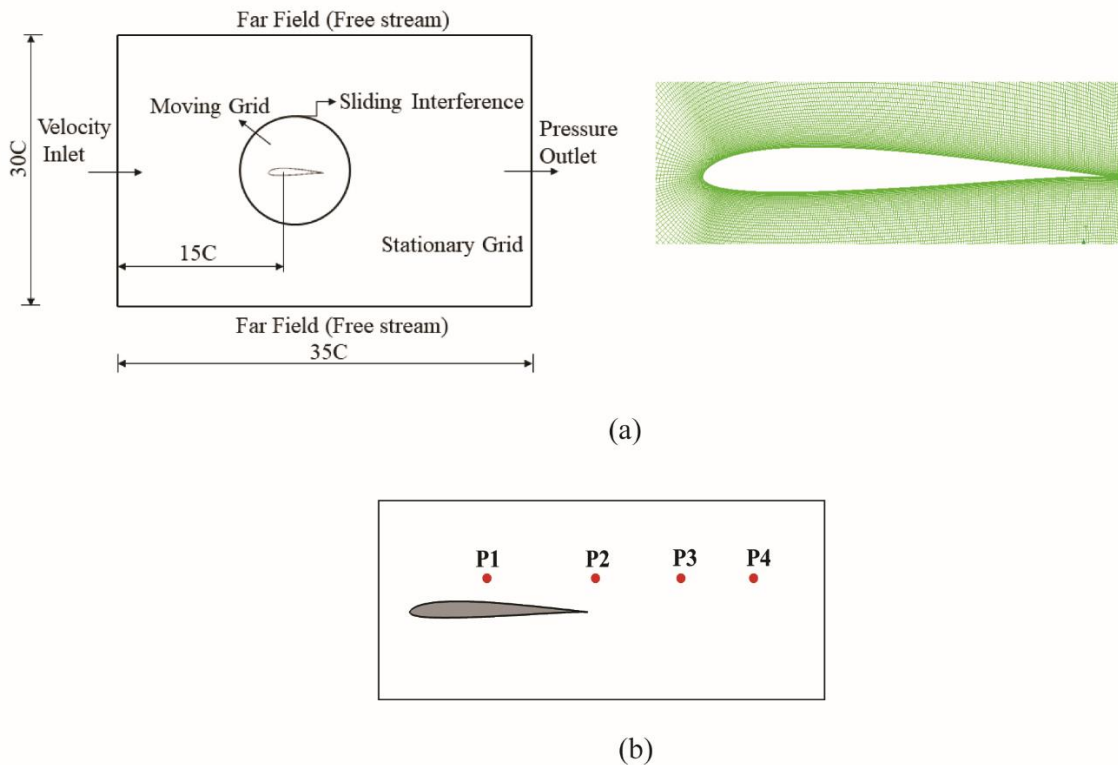 Far Field (Free stream)
Moving Grid
Sliding Interference
Velocity
Inlet
Pressure
Outlet
30C
15C
Stationary Grid
Far Field (Free stream)
35C
(a)
P1 P2 P3 P4
(b)